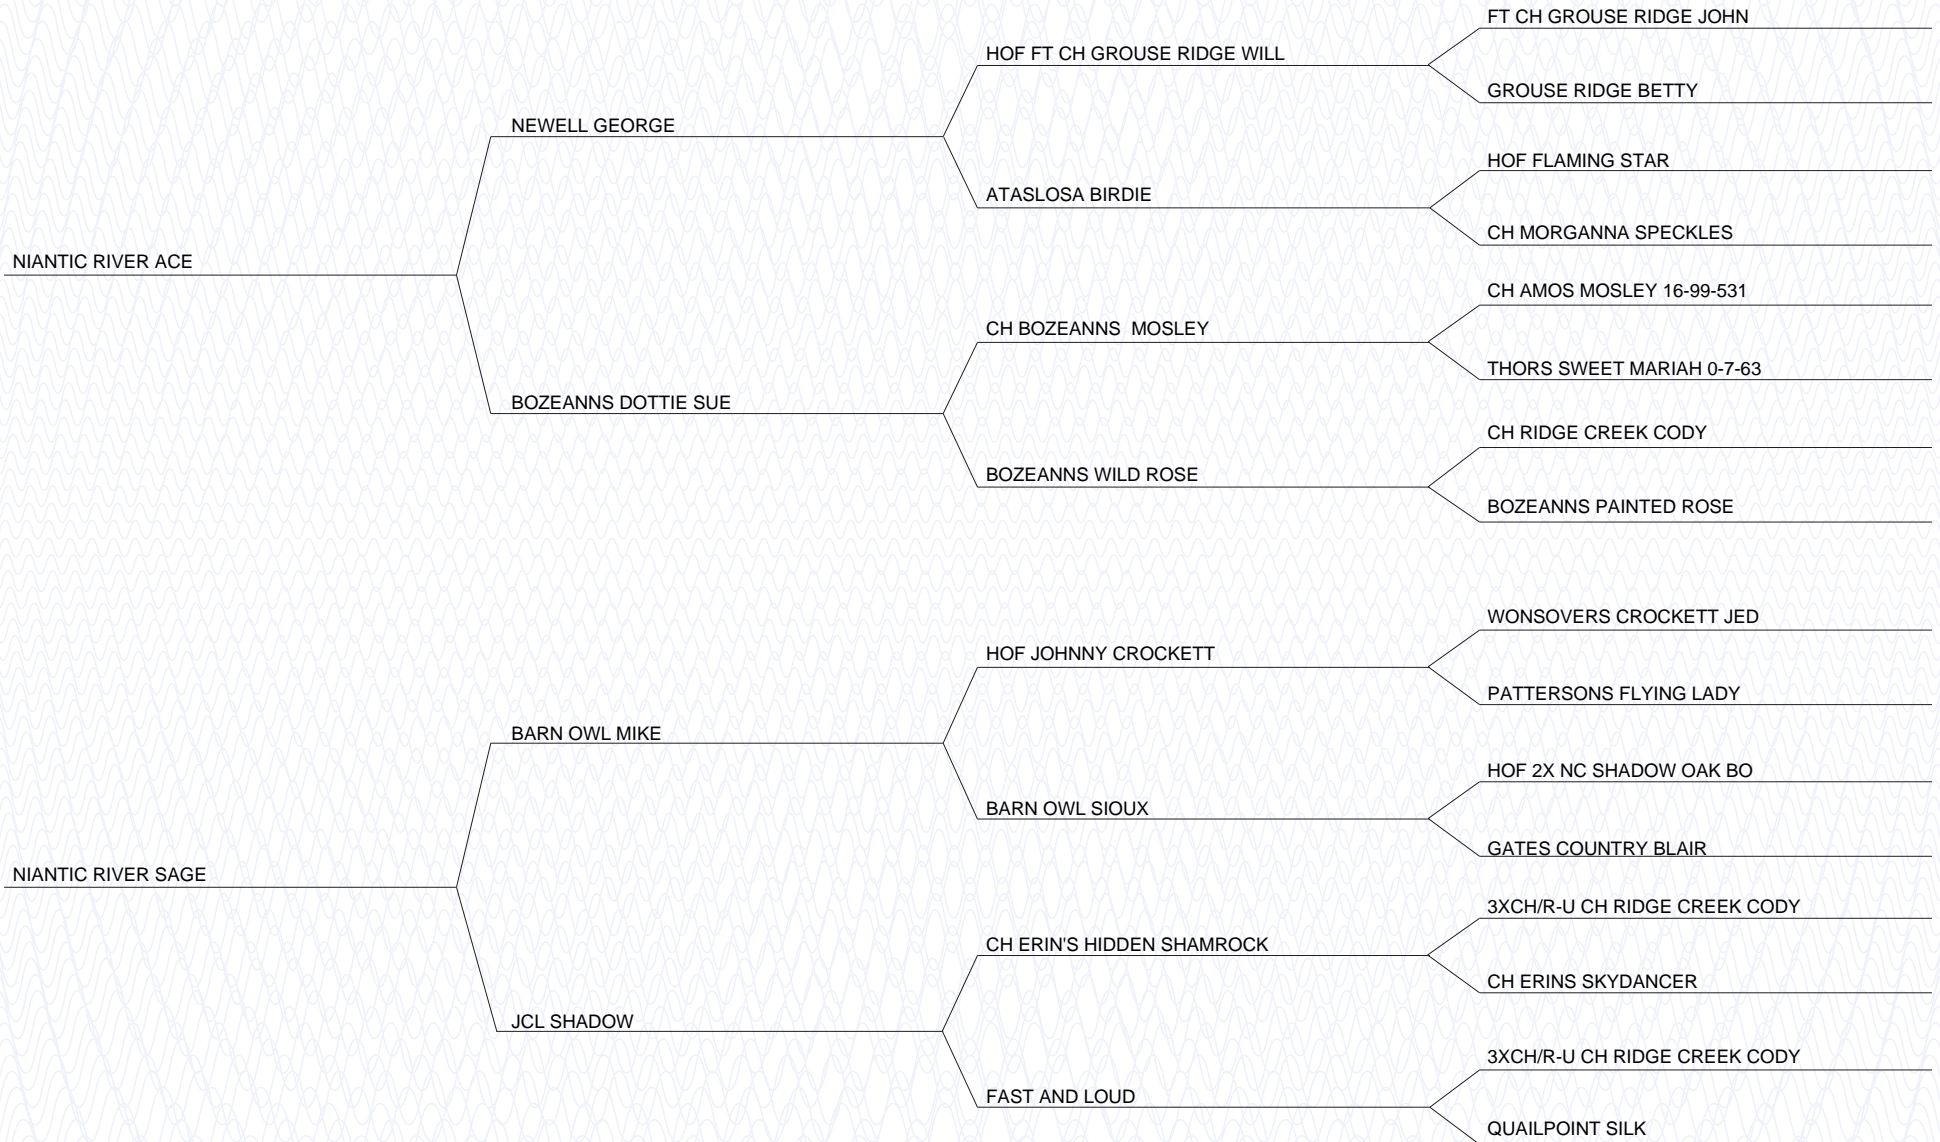 FT CH GROUSE RIDGE JOHN
HOF FT CH GROUSE RIDGE WILL
GROUSE RIDGE BETTY
NEWELL GEORGE
HOF FLAMING STAR
ATASLOSA BIRDIE
CH MORGANNA SPECKLES
NIANTIC RIVER ACE
CH AMOS MOSLEY 16-99-531
CH BOZEANNS  MOSLEY
THORS SWEET MARIAH 0-7-63
BOZEANNS DOTTIE SUE
CH RIDGE CREEK CODY
BOZEANNS WILD ROSE
BOZEANNS PAINTED ROSE
WONSOVERS CROCKETT JED
HOF JOHNNY CROCKETT
PATTERSONS FLYING LADY
BARN OWL MIKE
HOF 2X NC SHADOW OAK BO
BARN OWL SIOUX
GATES COUNTRY BLAIR
NIANTIC RIVER SAGE
3XCH/R-U CH RIDGE CREEK CODY
CH ERIN'S HIDDEN SHAMROCK
CH ERINS SKYDANCER
JCL SHADOW
3XCH/R-U CH RIDGE CREEK CODY
FAST AND LOUD
QUAILPOINT SILK